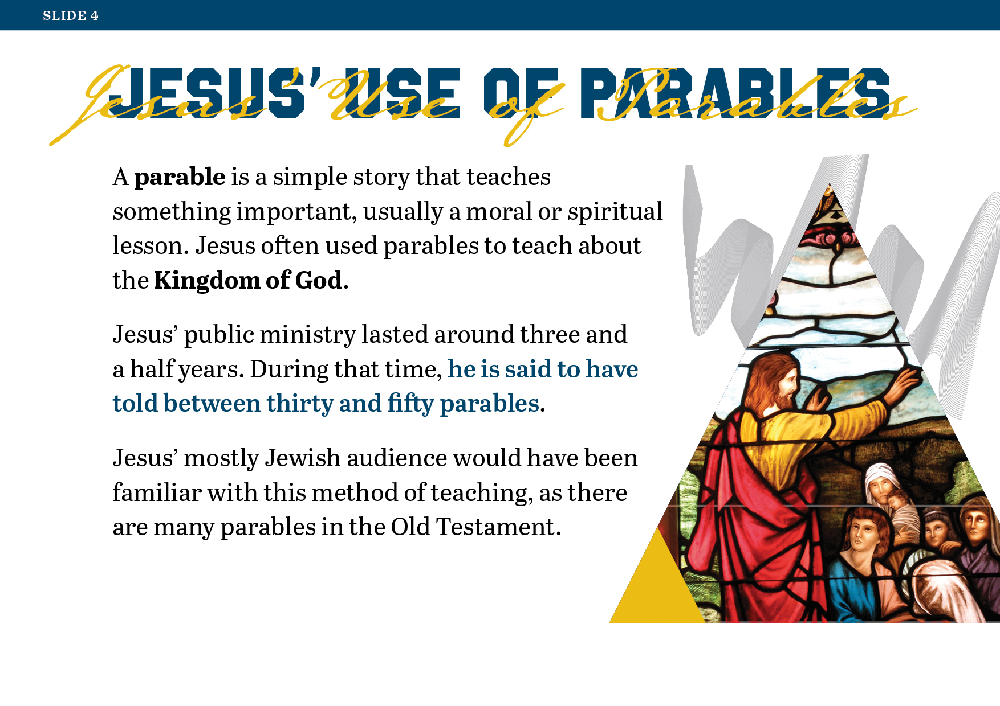 SLIDE 4
JESUS’ USE OF PARABLES
Jesus’ Use of Parables
A parable is a simple story that teaches
something important, usually a moral or spiritual
lesson. Jesus often used parables to teach about
the Kingdom of God.
Jesus’ public ministry lasted around three and
a half years. During that time, he is said to have
told between thirty and fifty parables.
Jesus’ mostly Jewish audience would have been
familiar with this method of teaching, as there
are many parables in the Old Testament.